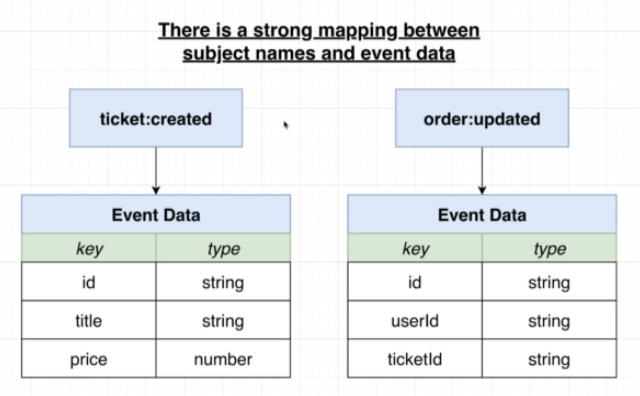 There is a strong mapping between
subject names and event data
ticket:created
order:updated
Event Data
key type
id string
title string
price number
Event Data
key type
id string
userId string
ticketId string